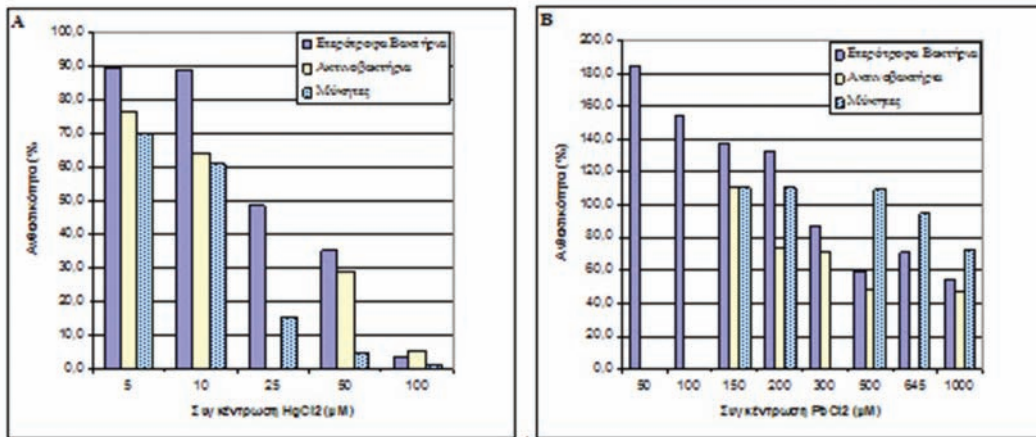 A
100,0
90,0
80,0
70,0
60,0
50,0
40,0
30,0
20,0
10,0
0,0
Ανθεκτικότητα (%
Ετερότροφα Βακτήρια
Ακτινοβακτήρια
Μύκητες
5 10 25 50 100
Συγκέντρωση HgCl2 (μM)
B
200,0
180,0
160,0
140,0
120,0
100,0
80,0
60,0
40,0
20,0
0,0
Ανθεκτικότητα (%)
Ετερότροφα Βακτήρια
Ακτινοβακτήρια
Μύκητες
50 100 150 200 300 500 645 1000
Συγκέντρωση PbCl2 (μM)